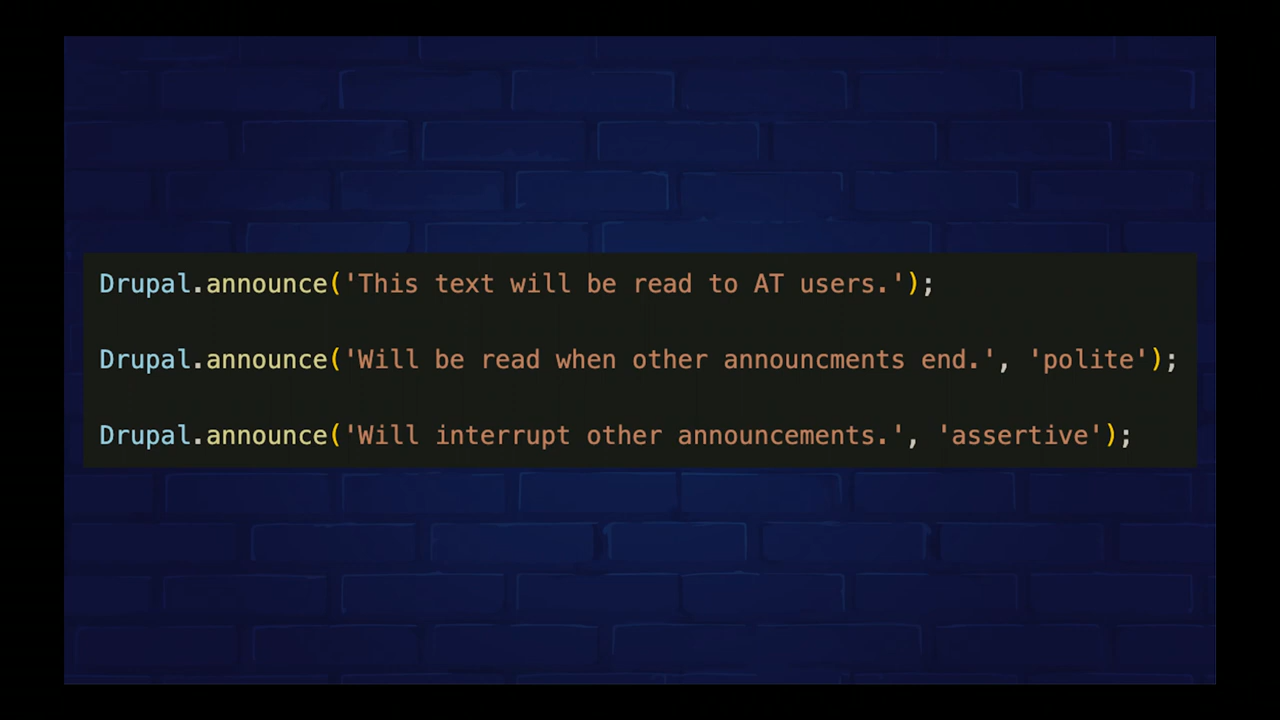 Drupal.announce('This text will be read to AT users.');
Drupal.announce('Will be read when other announcments end.', 'polite');
Drupal.announce('Will interrupt other announcements.', 'assertive');